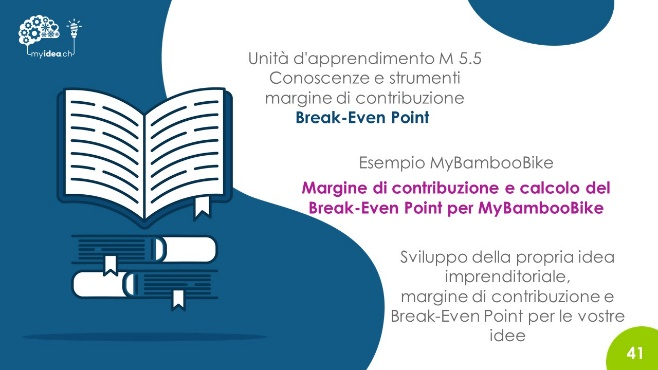 myidea.ch
Unità d'apprendimento M 5.5
Conoscenze e strumenti
margine di contribuzione
Break-Even Point
Esempio MyBambooBike
Margine di contribuzione e calcolo del
Break-Even Point per MyBambooBike
Sviluppo della propria idea
imprenditoriale,
margine di contribuzione e
Break-Even Point per le vostre
idee
41